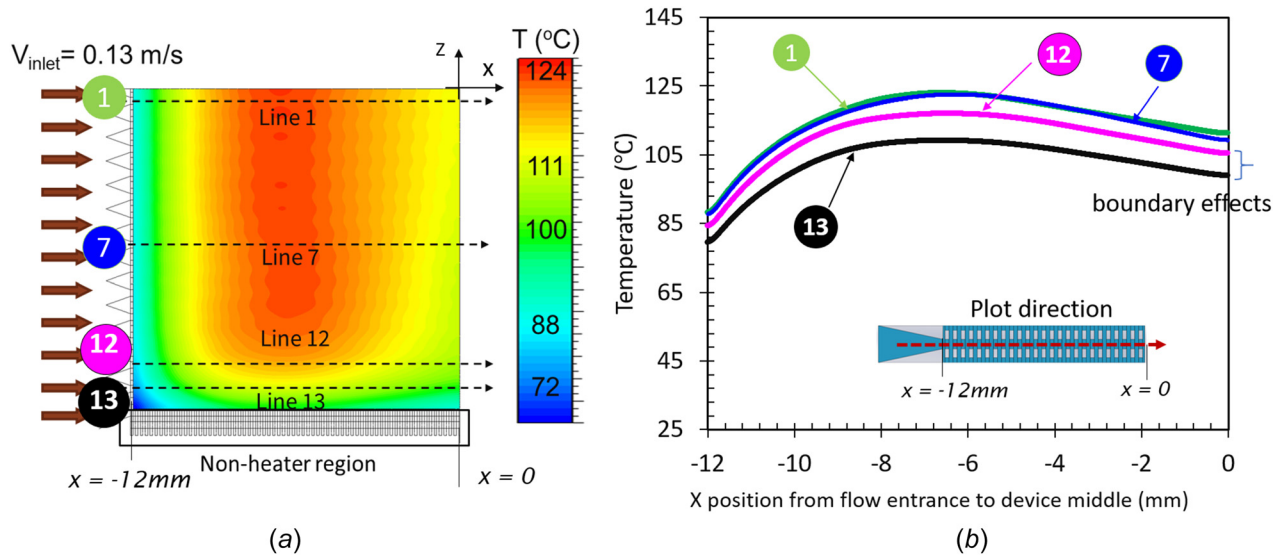 V_inlet= 0.13 m/s
1
7
12
13
Line 1
Line 7
Line 12
Line 13
z
x
T (°C)
124
111
100
88
72
Non-heater region
x = -12mm
x = 0
(a)
145
125
105
85
65
45
25
Temperature (°C)
1
12
7
13
boundary effects
Plot direction
x = -12mm
x = 0
-12
-10
-8
-6
-4
-2
0
X position from flow entrance to device middle (mm)
(b)